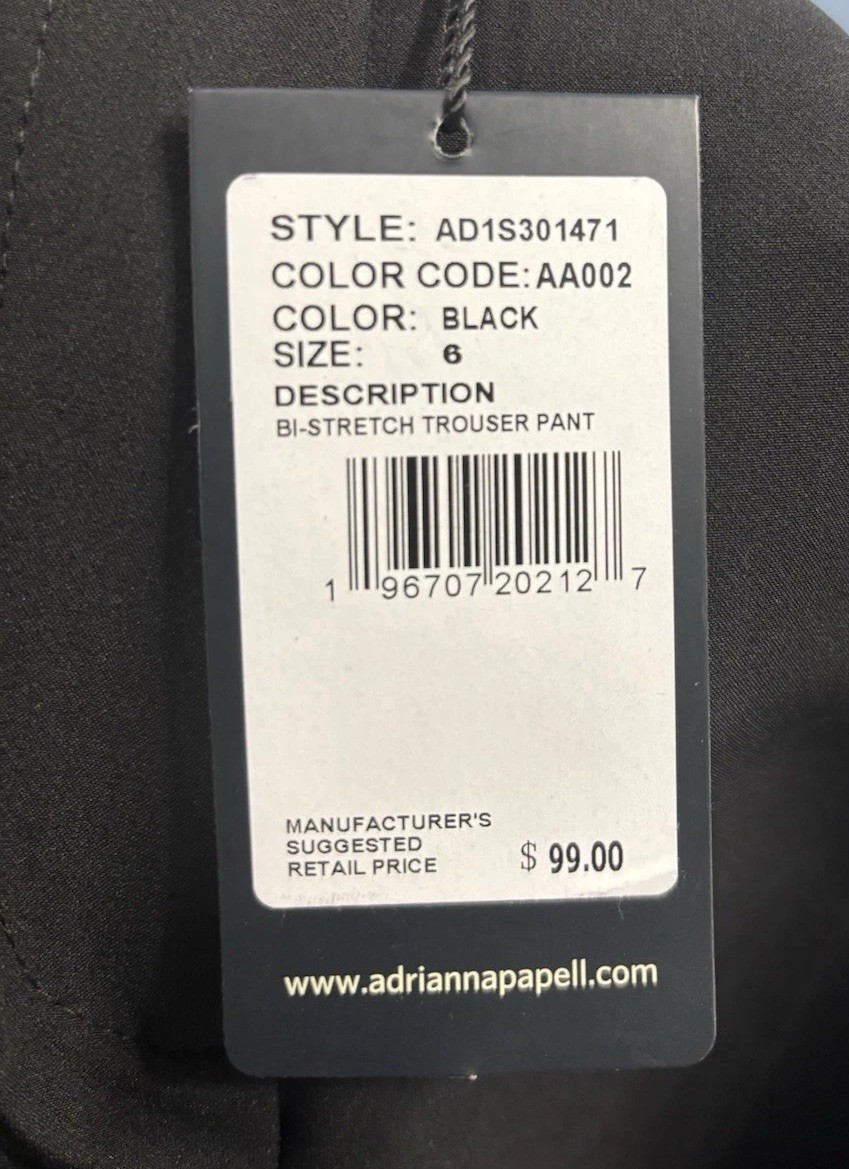 STYLE: AD1S301471
COLOR CODE: AA002
COLOR: BLACK
SIZE: 6
DESCRIPTION
BI-STRETCH TROUSER PANT
1 96707 20212 7
MANUFACTURER'S
SUGGESTED
RETAIL PRICE $ 99.00
www.adriannapapell.com